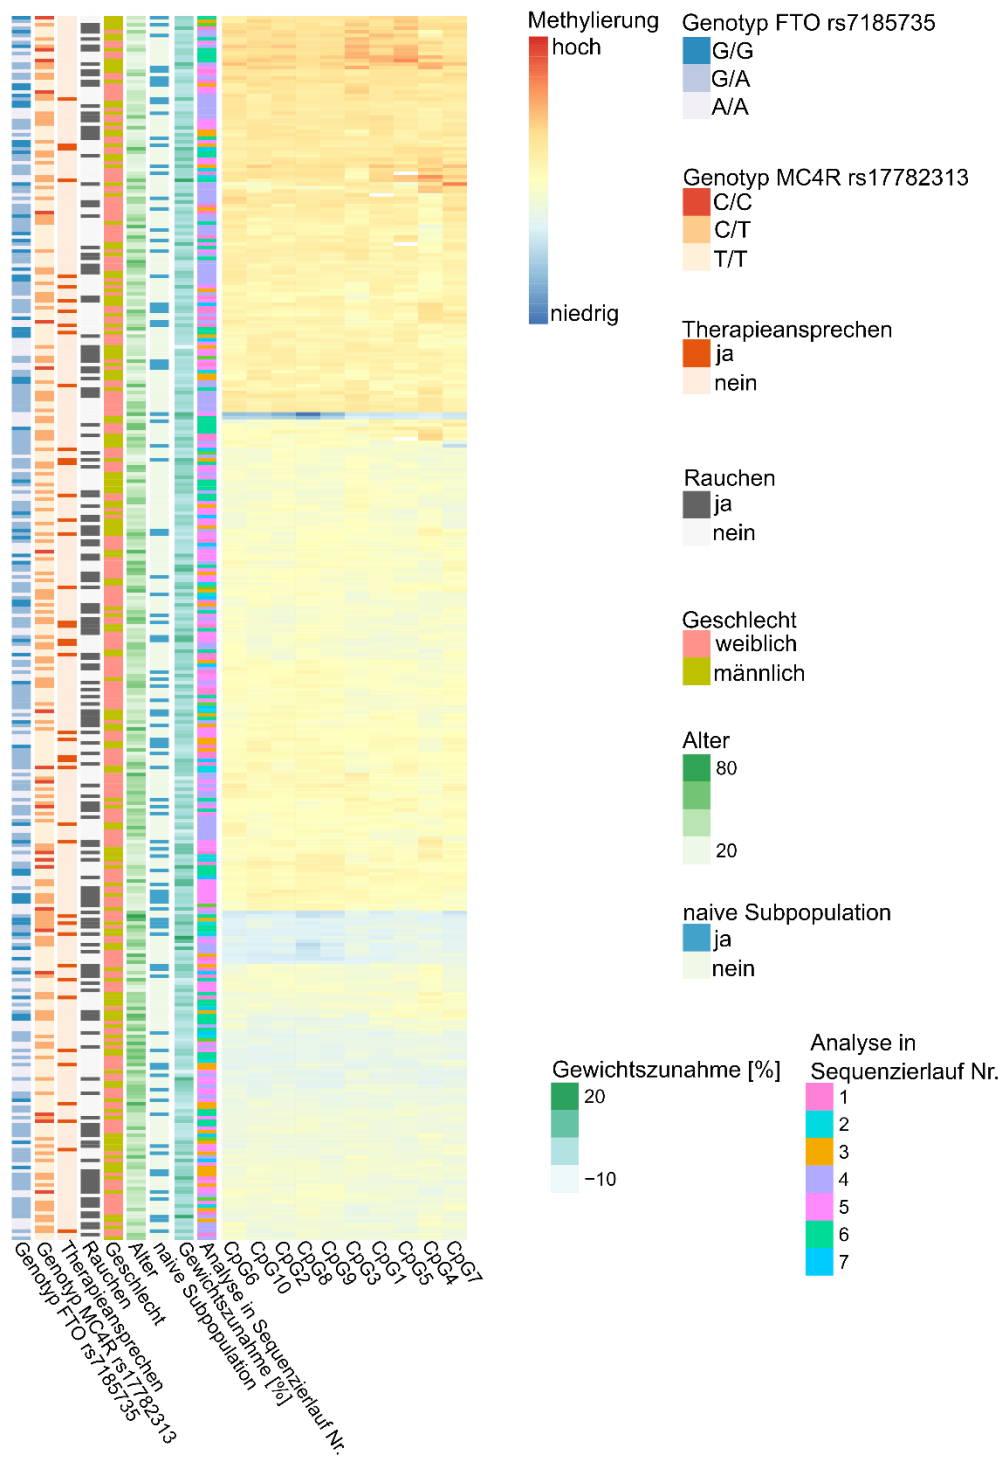 Methylierung
hoch
niedrig
Genotyp FTO rs7185735
G/G
G/A
A/A
Genotyp MC4R rs17782313
C/C
C/T
T/T
Therapieansprechen
ja
nein
Rauchen
ja
nein
Geschlecht
weiblich
männlich
Alter
80
20
naive Subpopulation
ja
nein
Gewichtszunahme [%]
20
−10
Analyse in
Sequenzierlauf Nr.
1
2
3
4
5
6
7
Genotyp FTO rs7185735
Genotyp MC4R rs17782313
Therapieansprechen
Rauchen
Geschlecht
Alter
naive Subpopulation
Gewichtszunahme [%]
Analyse in Sequenzierlauf Nr.
CpG6
CpG10
CpG2
CpG8
CpG9
CpG3
CpG1
CpG5
CpG4
CpG7